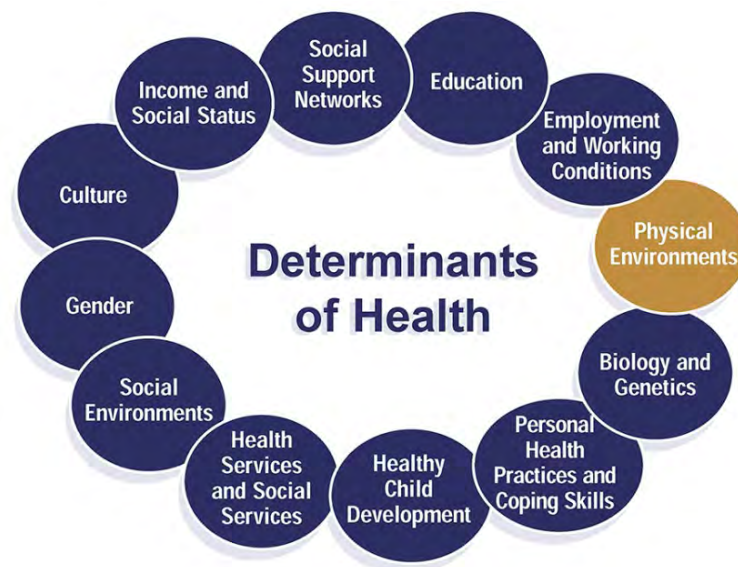 Determinants
of Health
Social
Support
Networks
Education
Employment
and Working
Conditions
Physical
Environments
Biology and
Genetics
Personal
Health
Practices and
Coping Skills
Healthy
Child
Development
Health
Services
and Social
Services
Social
Environments
Gender
Culture
Income and
Social Status